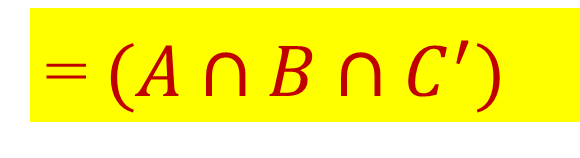 = (A ∩ B ∩ C′)